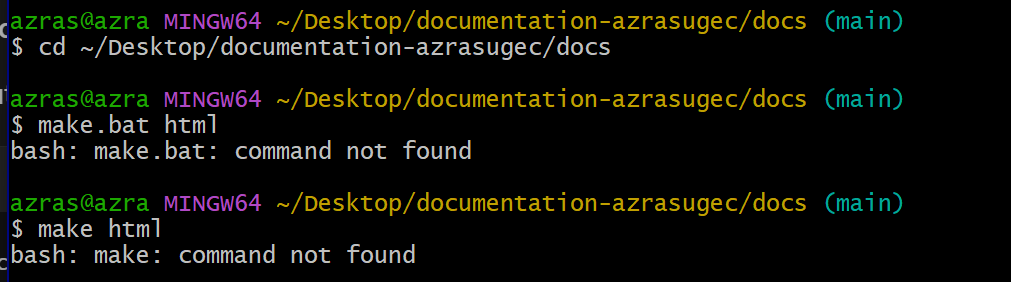 azras@azra MINGW64 ~/Desktop/documentation-azrasugec/docs (main)
$ cd ~/Desktop/documentation-azrasugec/docs
azras@azra MINGW64 ~/Desktop/documentation-azrasugec/docs (main)
$ make.bat html
bash: make.bat: command not found
azras@azra MINGW64 ~/Desktop/documentation-azrasugec/docs (main)
$ make html
bash: make: command not found